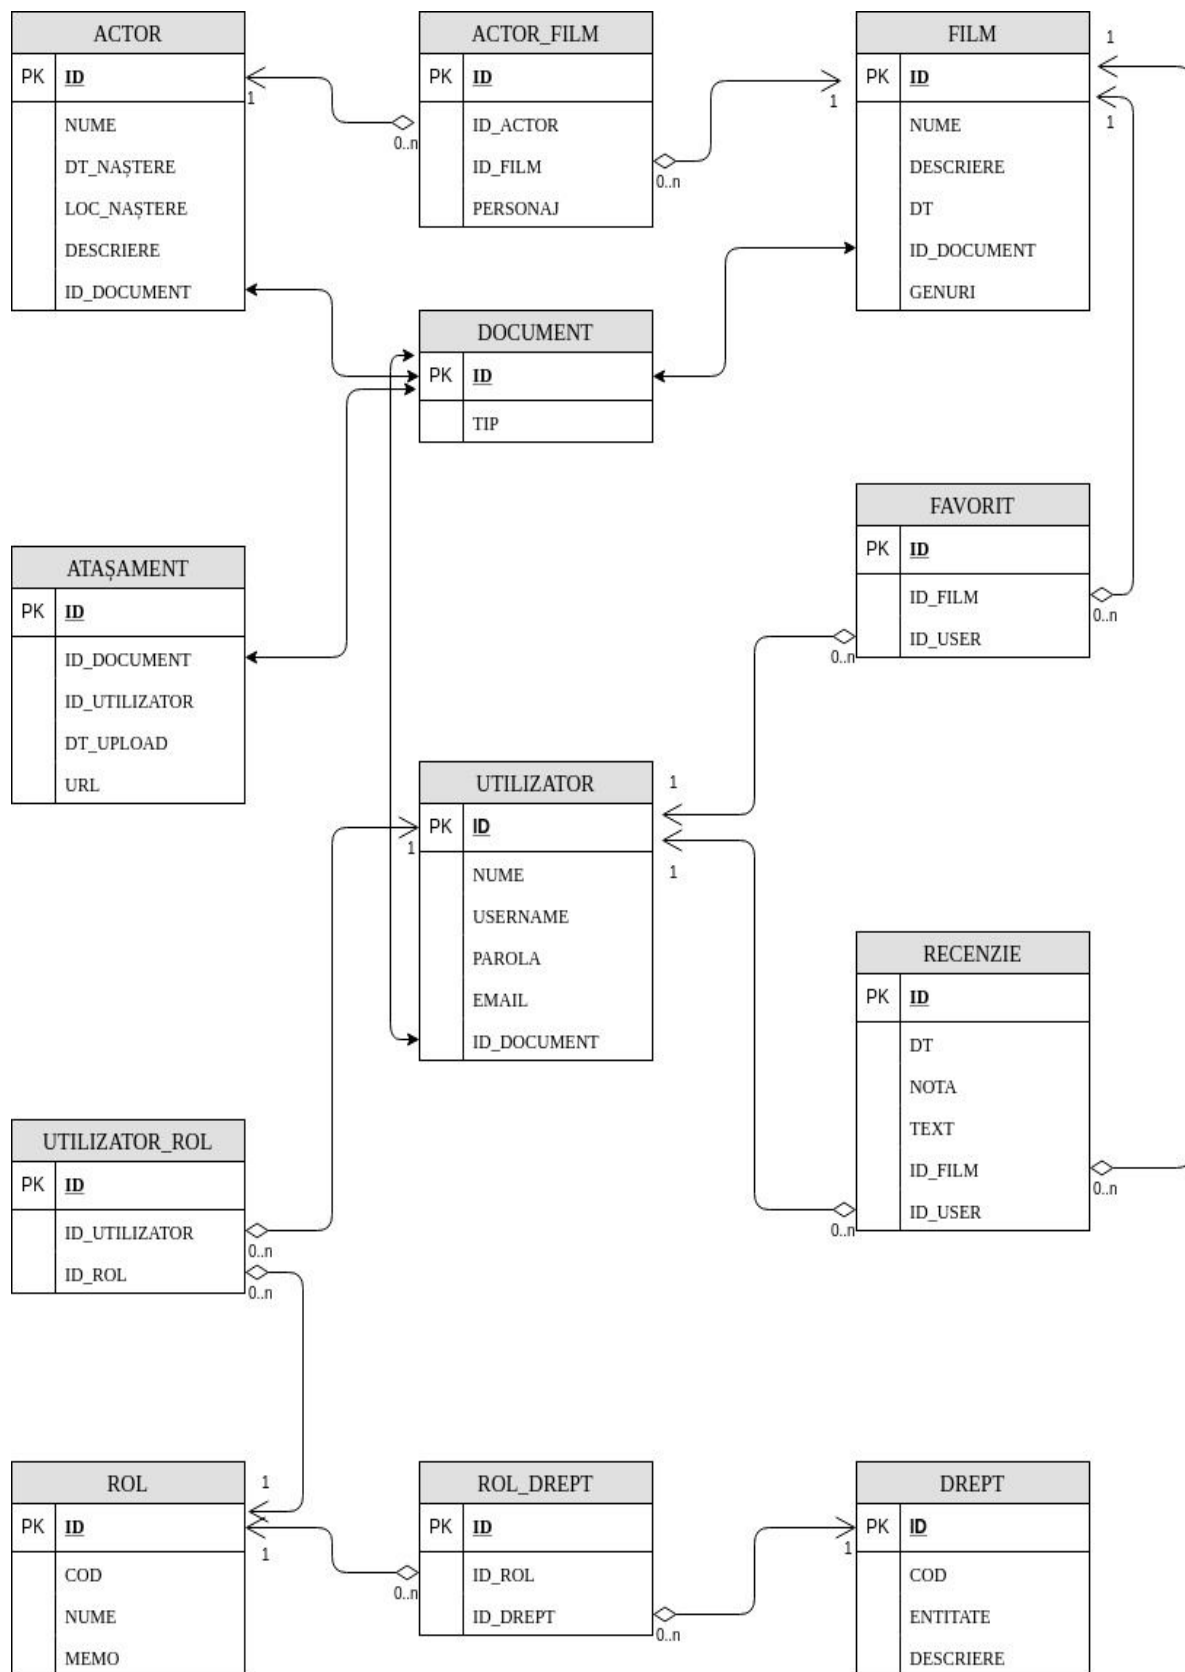 ACTOR
PK ID
NUME
DT_NAȘTERE
LOC_NAȘTERE
DESCRIERE
ID_DOCUMENT
1
ACTOR_FILM
PK ID
ID_ACTOR
ID_FILM
PERSONAJ
0..n
0..n
FILM
PK ID
NUME
DESCRIERE
DT
ID_DOCUMENT
GENURI
1
1
1
DOCUMENT
PK ID
TIP
FAVORIT
PK ID
ID_FILM
ID_USER
0..n
0..n
ATAȘAMENT
PK ID
ID_DOCUMENT
ID_UTILIZATOR
DT_UPLOAD
URL
UTILIZATOR
PK ID
NUME
USERNAME
PAROLA
EMAIL
ID_DOCUMENT
1
1
1
RECENZIE
PK ID
DT
NOTA
TEXT
ID_FILM
ID_USER
0..n
0..n
UTILIZATOR_ROL
PK ID
ID_UTILIZATOR
ID_ROL
0..n
0..n
ROL
PK ID
COD
NUME
MEMO
1
1
ROL_DREPT
PK ID
ID_ROL
ID_DREPT
0..n
0..n
DREPT
PK ID
COD
ENTITATE
DESCRIERE
1